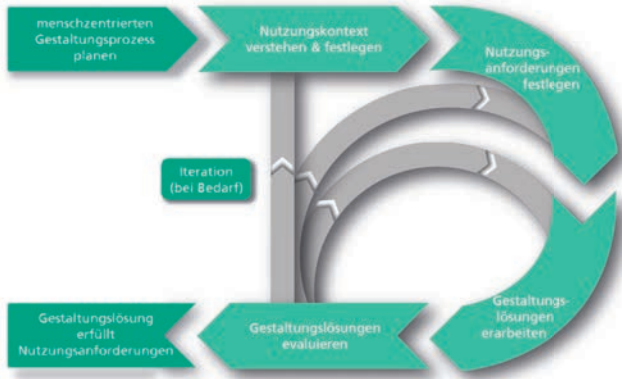 menschzentrierten
Gestaltungsprozess
planen
Nutzungskontext
verstehen & festlegen
Nutzungs-
anforderungen
festlegen
Iteration
(bei Bedarf)
Gestaltungs-
lösungen
erarbeiten
Gestaltungslösungen
evaluieren
Gestaltungslösung
erfüllt
Nutzungsanforderungen